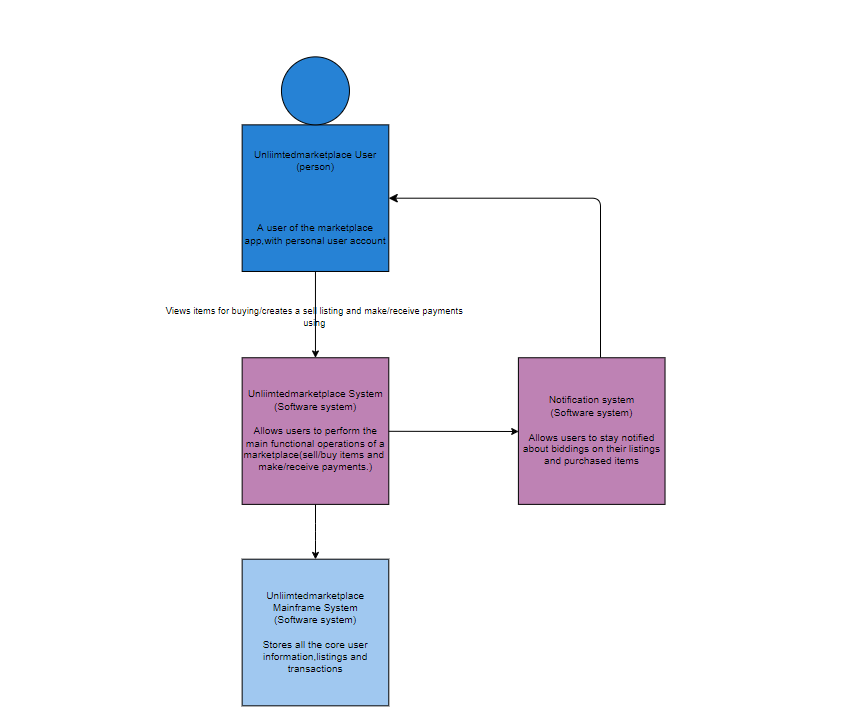 Unliimtedmarketplace User
(person)
A user of the marketplace
app,with personal user account
Views items for buying/creates a sell listing and make/receive payments
using
Unliimtedmarketplace System
(Software system)
Allows users to perform the
main functional operations of a
marketplace(sell/buy items and
make/receive payments.)
Notification system
(Software system)
Allows users to stay notified
about biddings on their listings
and purchased items
Unliimtedmarketplace
Mainframe System
(Software system)
Stores all the core user
information,listings and
transactions